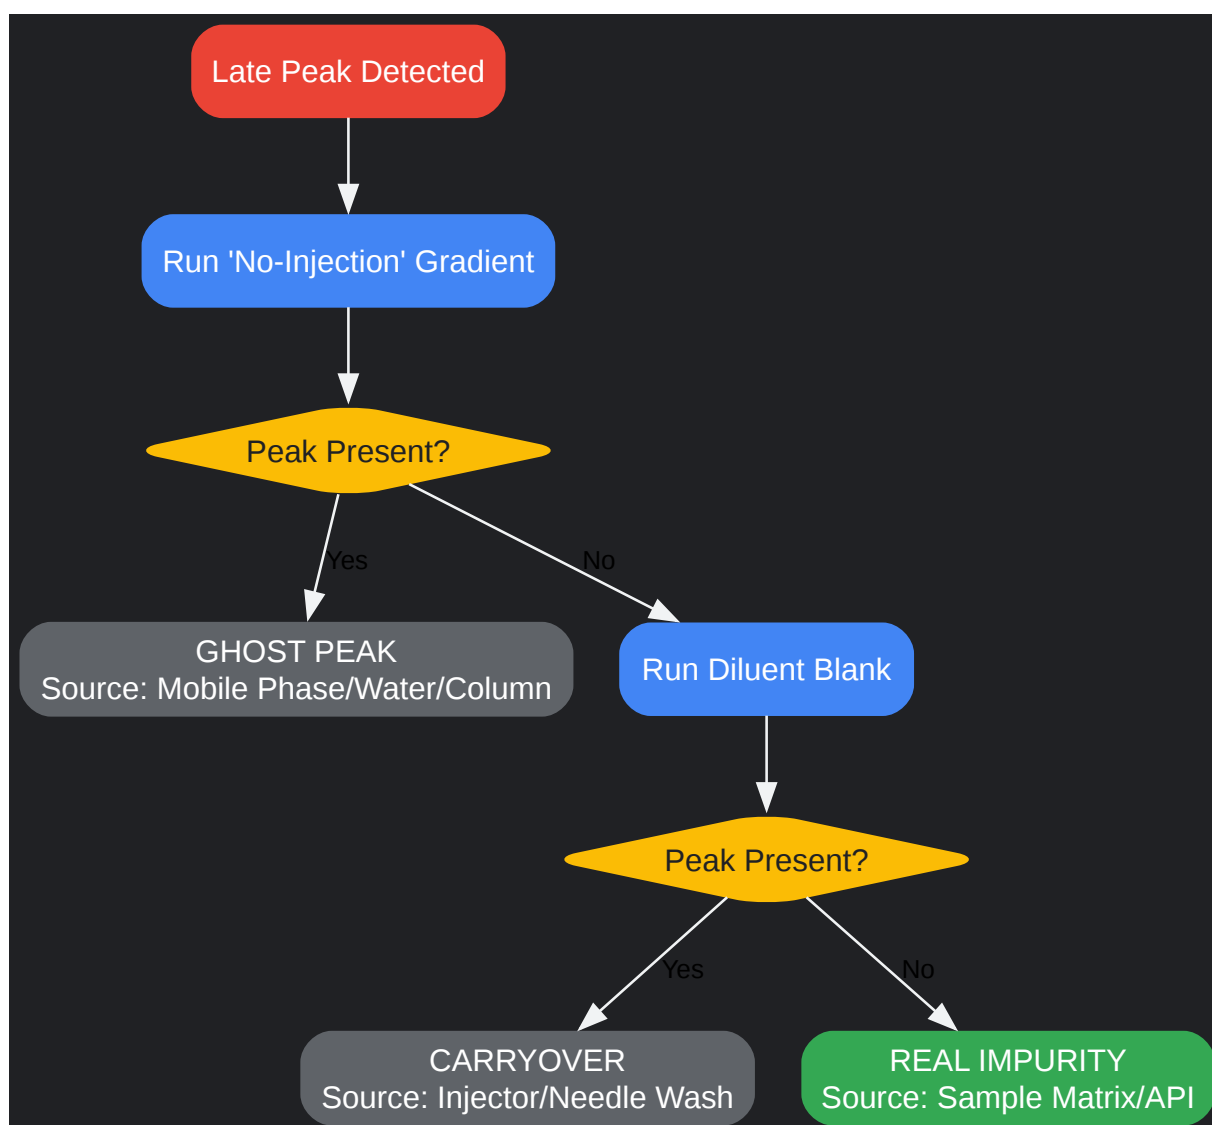 Late Peak Detected
Run 'No-Injection' Gradient
Peak Present?
Yes
No
GHOST PEAK
Source: Mobile Phase/Water/Column
Run Diluent Blank
Peak Present?
Yes
No
CARRYOVER
Source: Injector/Needle Wash
REAL IMPURITY
Source: Sample Matrix/API